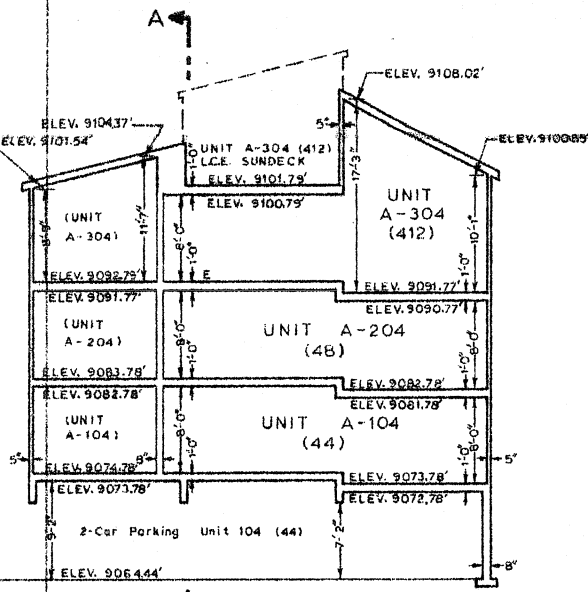 A
ELEV. 9108.02'
ELEV. 9104.37'
ELEV. 9101.54'
5"
1'-0"
UNIT A-304 (412)
L.C.E. SUNDECK
ELEV. 9101.79'
ELEV. 9100.79'
17'-3"
ELEV. 9100.85'
(UNIT
A-304)
11'-7"
8'-0"
1'-0"
UNIT
A-304
(412)
10'-1"
ELEV. 9092.79'
E
ELEV. 9091.77'
ELEV. 9091.77'
1'-0"
ELEV. 9090.77'
(UNIT
A-204)
8'-0"
1'-0"
UNIT A-204
(48)
8'-0"
1'-0"
ELEV. 9083.78'
ELEV. 9082.78'
ELEV. 9082.78'
ELEV. 9081.78'
(UNIT
A-104)
8'-0"
1'-0"
UNIT A-104
(44)
8'-0"
1'-0"
5"
8"
5"
ELEV. 9074.78'
ELEV. 9073.78'
ELEV. 9073.78'
ELEV. 9072.78'
9'-2"
2-Car Parking Unit 104 (44)
7'-2"
ELEV. 9064.44'
8"